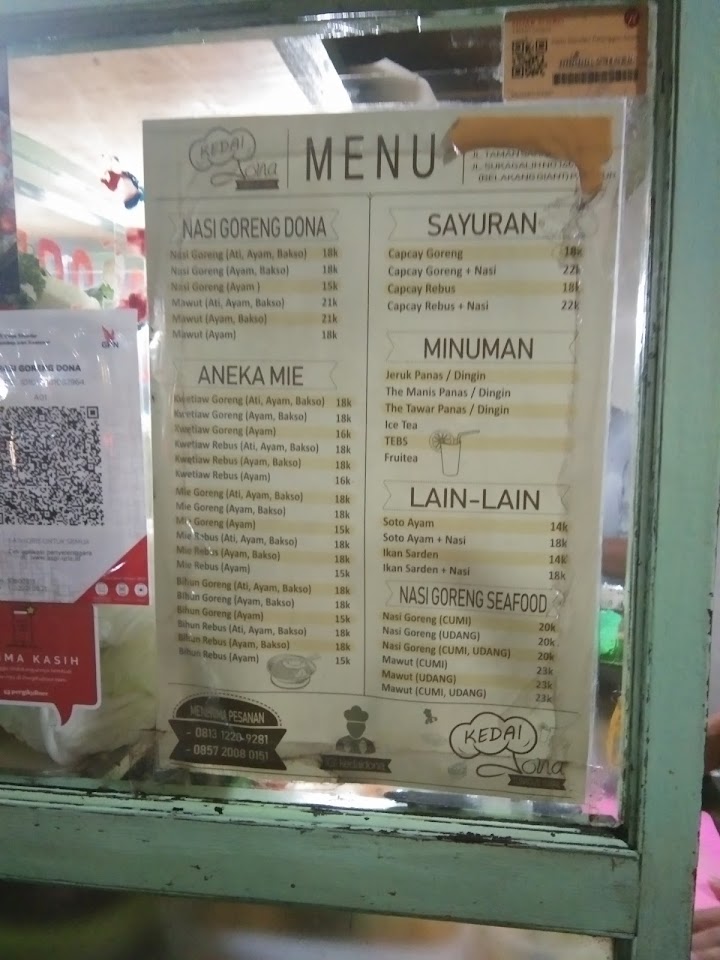 KEDAI
Dona
MENU
JL. TAMAN
JL. SUKAGALIH NO
(BELAKANG GIANT)
NASI GORENG DONA
Nasi Goreng (Ati, Ayam, Bakso) 18k
Nasi Goreng (Ayam, Bakso) 18k
Nasi Goreng (Ayam ) 15k
Mawut (Ati, Ayam, Bakso) 21k
Mawut (Ayam, Bakso) 21k
Mawut (Ayam) 18k
ANEKA MIE
Kwetiaw Goreng (Ati, Ayam, Bakso) 18k
Kwetiaw Goreng (Ayam, Bakso) 18k
Kwetiaw Goreng (Ayam) 16k
Kwetiaw Rebus (Ati, Ayam, Bakso) 18k
Kwetiaw Rebus (Ayam, Bakso) 18k
Kwetiaw Rebus (Ayam) 16k
Mie Goreng (Ati, Ayam, Bakso) 18k
Mie Goreng (Ayam, Bakso) 18k
Mie Goreng (Ayam) 15k
Mie Rebus (Ati, Ayam, Bakso) 18k
Mie Rebus (Ayam, Bakso) 18k
Mie Rebus (Ayam) 15k
Bihun Goreng (Ati, Ayam, Bakso) 18k
Bihun Goreng (Ayam, Bakso) 18k
Bihun Goreng (Ayam) 15k
Bihun Rebus (Ati, Ayam, Bakso) 18k
Bihun Rebus (Ayam, Bakso) 18k
Bihun Rebus (Ayam) 15k
SAYURAN
Capcay Goreng 18k
Capcay Goreng + Nasi 22k
Capcay Rebus 18k
Capcay Rebus + Nasi 22k
MINUMAN
Jeruk Panas / Dingin
The Manis Panas / Dingin
The Tawar Panas / Dingin
Ice Tea
TEBS
Fruitea
LAIN-LAIN
Soto Ayam 14k
Soto Ayam + Nasi 18k
Ikan Sarden 14k
Ikan Sarden + Nasi 18k
NASI GORENG SEAFOOD
Nasi Goreng (CUMI) 20k
Nasi Goreng (UDANG) 20k
Nasi Goreng (CUMI, UDANG) 20k
Mawut (CUMI) 23k
Mawut (UDANG) 23k
Mawut (CUMI, UDANG) 23k
MENERIMA PESANAN
- 0813 1220 9281
- 0857 2008 0151
kedaidona
KEDAI
Dona
GORENG DONA
MA KASIH